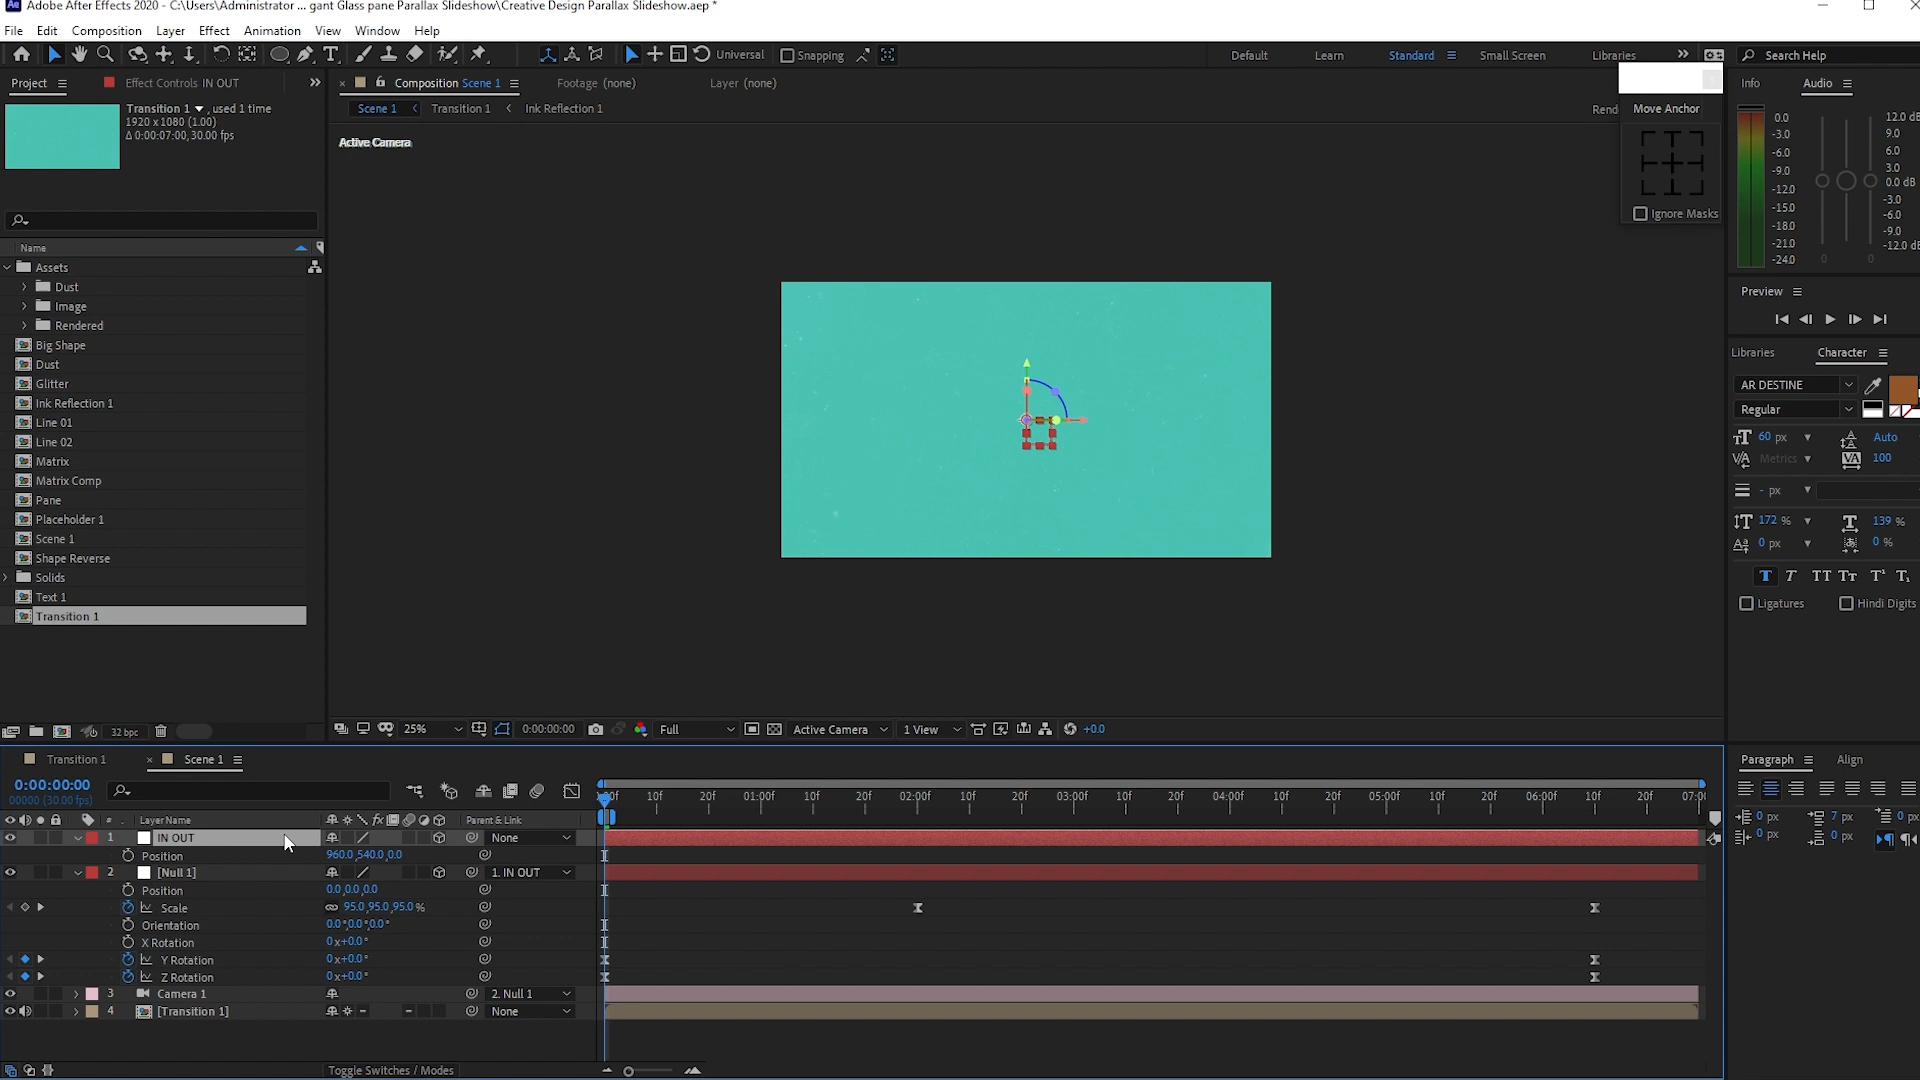 Adobe After Effects 2020 - C:\Users\Administrator ... gant Glass pane Parallax Slideshow\Creative Design Parallax Slideshow.aep *
File Edit Composition Layer Effect Animation View Window Help
Universal Snapping Default Learn Standard Small Screen Libraries Search Help
Project Effect Controls IN OUT Composition Scene 1 Footage (none) Layer (none) Info Audio
Transition 1 , used 1 time
1920 x 1080 (1.00)
Δ 0:00:07:00, 30.00 fps
Scene 1 Transition 1 Ink Reflection 1
Move Anchor
Ignore Masks
Active Camera
0.0
-3.0
-6.0
-9.0
-12.0
-15.0
-18.0
-21.0
-24.0
0 0
9.0
6.0
3.0
0.0 dB
-3.0
-6.0
-9.0
Name
Assets
Dust
Image
Rendered
Big Shape
Dust
Glitter
Ink Reflection 1
Line 01
Line 02
Matrix
Matrix Comp
Pane
Placeholder 1
Scene 1
Shape Reverse
Solids
Text 1
Transition 1
Preview
Libraries Character
AR DESTINE
Regular
60 px Auto
Metrics 100
- px
172 % 139 %
0 px 0 %
Ligatures Hindi Digits
32 bpc 25% 0:00:00:00 Full Active Camera 1 View +0.0
Transition 1 Scene 1
0:00:00:00
00000 (30.00 fps)
10f 20f 01:00f 10f 20f 02:00f 10f 20f 03:00f 10f 20f 04:00f 10f 20f 05:00f 10f 20f 06:00f 10f 20f
# Layer Name Parent & Link
1 IN OUT None
Position 960.0,540.0,0.0
2 [Null 1] 1. IN OUT
Position 0.0,0.0,0.0
Scale 95.0,95.0,95.0 %
Orientation 0.0°,0.0°,0.0°
X Rotation 0x+0.0°
Y Rotation 0x+0.0°
Z Rotation 0x+0.0°
3 Camera 1 2. Null 1
4 [Transition 1] None
Toggle Switches / Modes
Paragraph Align
0 px 7 px
0 px 0 px